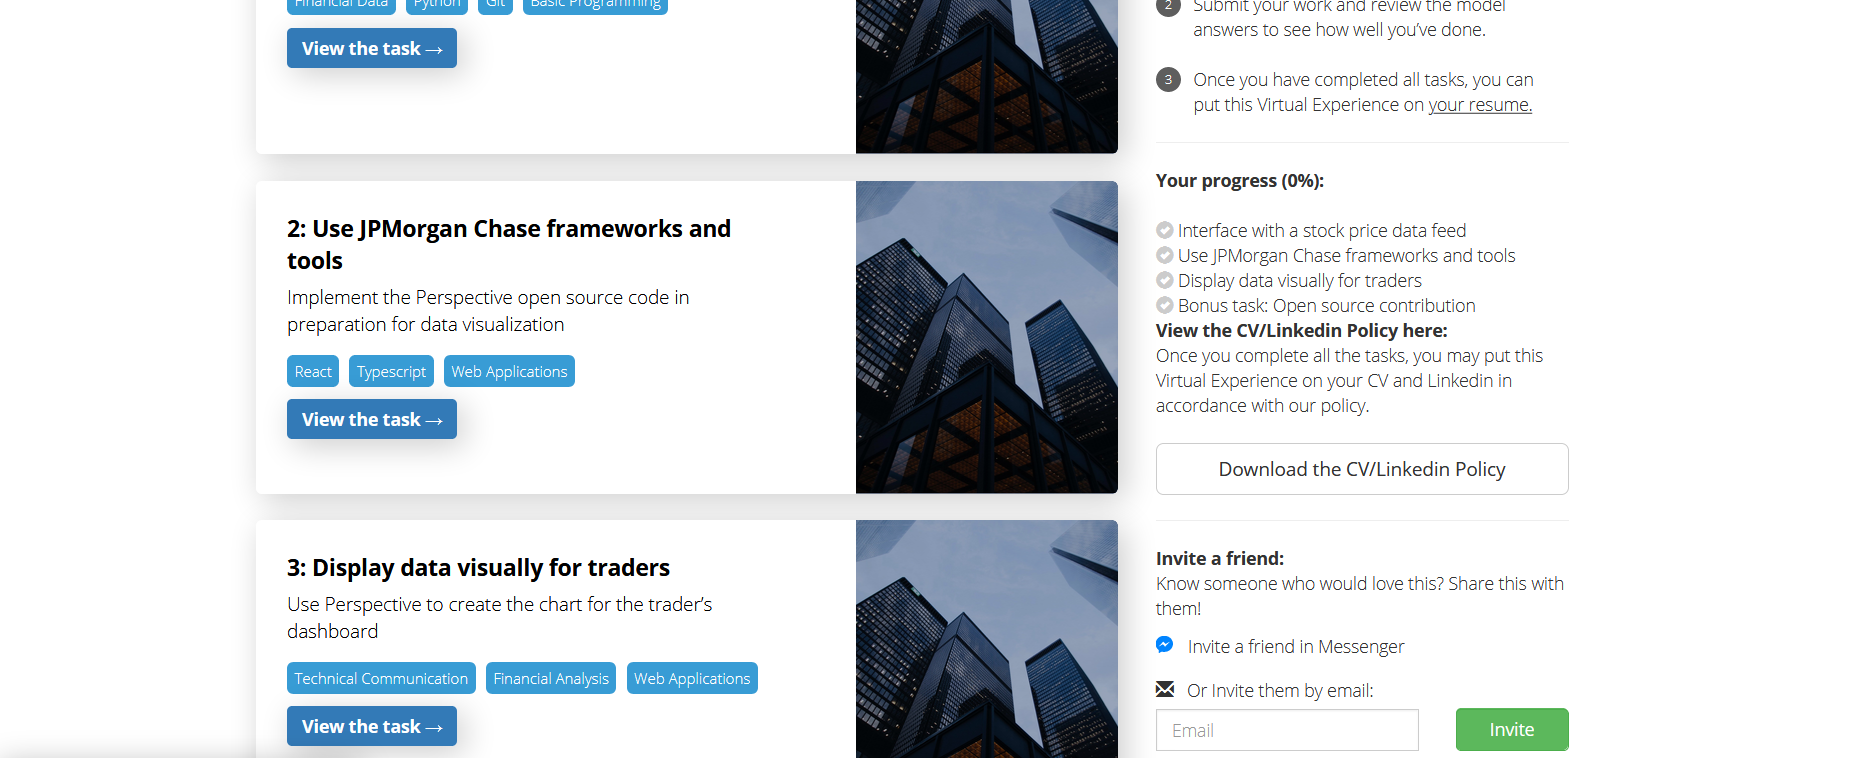 Financial Data Python Git Basic Programming
View the task →
2: Use JPMorgan Chase frameworks and
tools
Implement the Perspective open source code in
preparation for data visualization
React Typescript Web Applications
View the task →
3: Display data visually for traders
Use Perspective to create the chart for the trader’s
dashboard
Technical Communication Financial Analysis Web Applications
View the task →
2 Submit your work and review the model
answers to see how well you’ve done.
3 Once you have completed all tasks, you can
put this Virtual Experience on your resume.
Your progress (0%):
Interface with a stock price data feed
Use JPMorgan Chase frameworks and tools
Display data visually for traders
Bonus task: Open source contribution
View the CV/Linkedin Policy here:
Once you complete all the tasks, you may put this
Virtual Experience on your CV and Linkedin in
accordance with our policy.
Download the CV/Linkedin Policy
Invite a friend:
Know someone who would love this? Share this with
them!
Invite a friend in Messenger
Or Invite them by email:
Email Invite